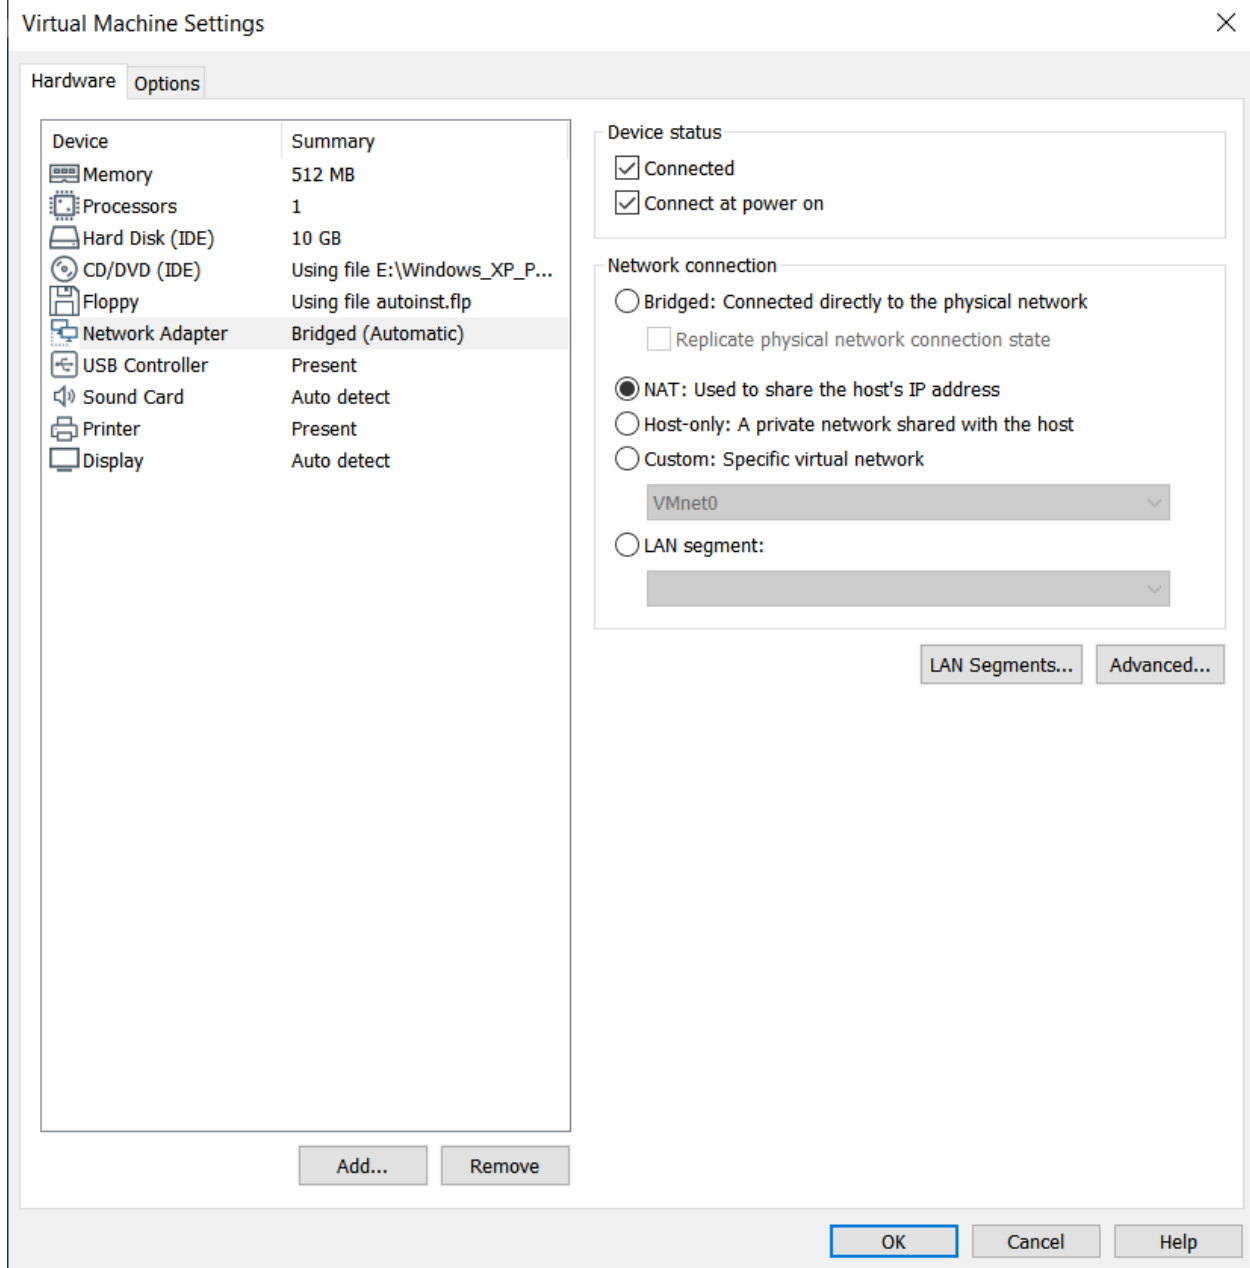 Virtual Machine Settings
Hardware Options
Device Summary
Memory 512 MB
Processors 1
Hard Disk (IDE) 10 GB
CD/DVD (IDE) Using file E:\Windows_XP_P...
Floppy Using file autoinst.flp
Network Adapter Bridged (Automatic)
USB Controller Present
Sound Card Auto detect
Printer Present
Display Auto detect
Add... Remove
Device status
Connected
Connect at power on
Network connection
Bridged: Connected directly to the physical network
Replicate physical network connection state
NAT: Used to share the host's IP address
Host-only: A private network shared with the host
Custom: Specific virtual network
VMnet0
LAN segment:
LAN Segments... Advanced...
OK Cancel Help